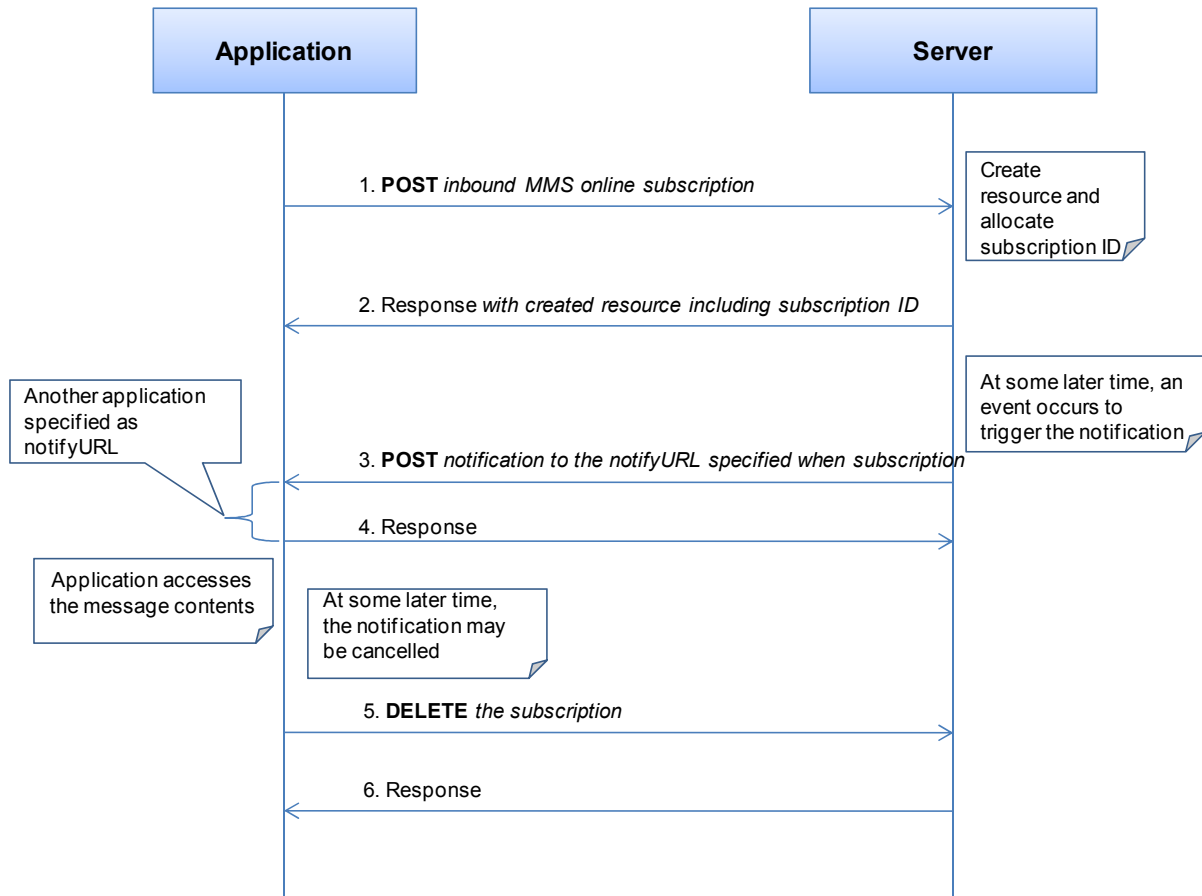 Application
Server
1. POST inbound MMS online subscription
Create
resource and
allocate
subscription ID
2. Response with created resource including subscription ID
Another application
specified as
notifyURL
At some later time, an
event occurs to
trigger the notification
3. POST notification to the notifyURL specified when subscription
4. Response
Application accesses
the message contents
At some later time,
the notification may
be cancelled
5. DELETE the subscription
6. Response